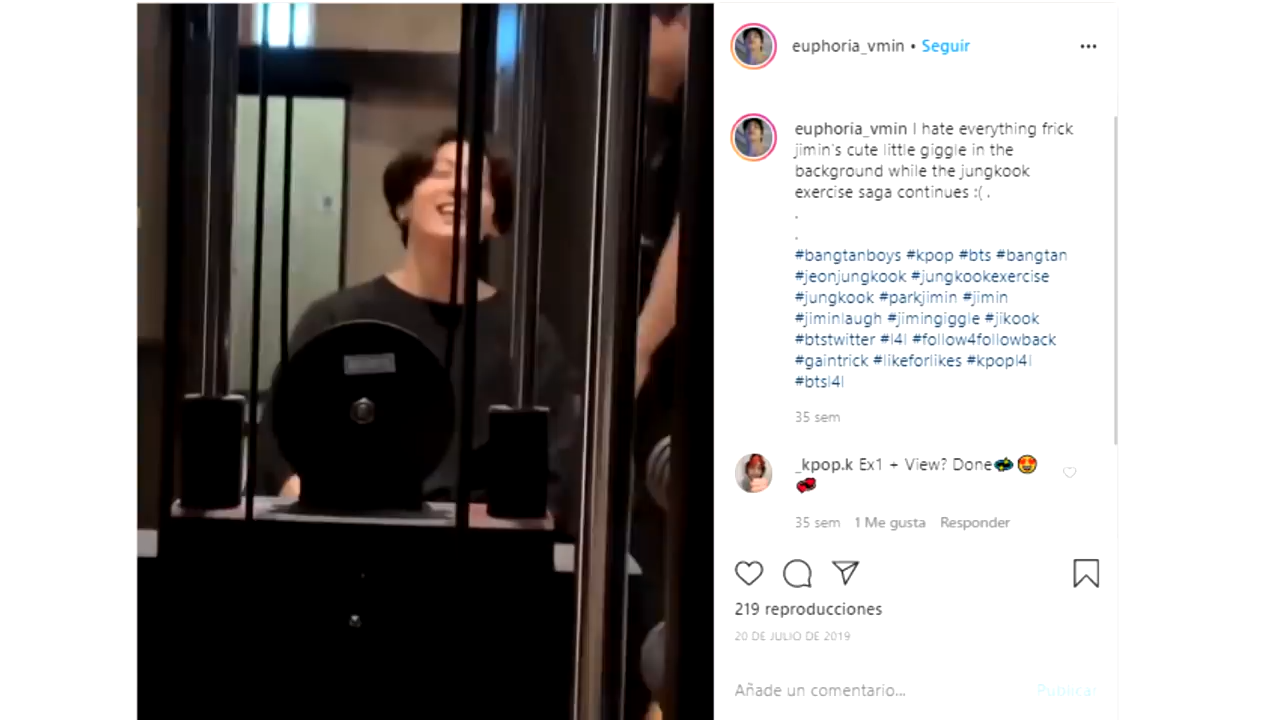 euphoria_vmin • Seguir
euphoria_vmin I hate everything frick
jimin's cute little giggle in the
background while the jungkook
exercise saga continues :( .
.
.
#bangtanboys #kpop #bts #bangtan
#jeonjungkook #jungkookexercise
#jungkook #parkjimin #jimin
#jiminlaugh #jimingiggle #jikook
#btstwitter #l4l #follow4followback
#gaintrick #likeforlikes #kpopl4l
#btsl4l
35 sem
_kpop.k Ex1 + View? Done
35 sem 1 Me gusta Responder
219 reproducciones
20 DE JULIO DE 2019
Añade un comentario... Publicar